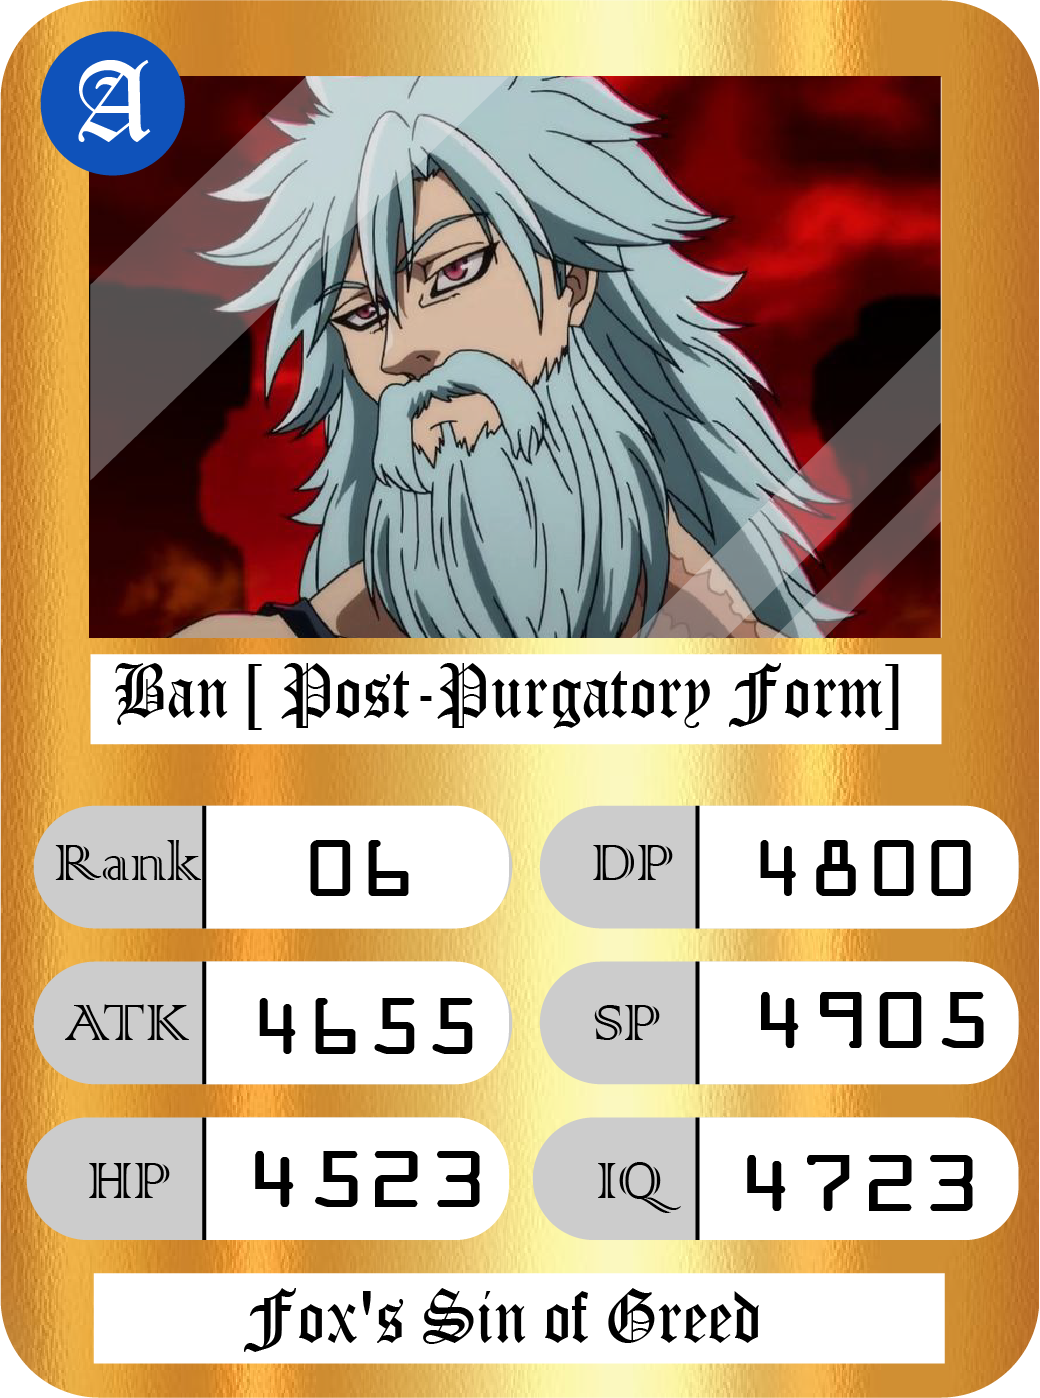 A
Ban [ Post-Purgatory Form]
Rank 06 DP 4800
ATK 4655 SP 4905
HP 4523 IQ 4723
Fox's Sin of Greed